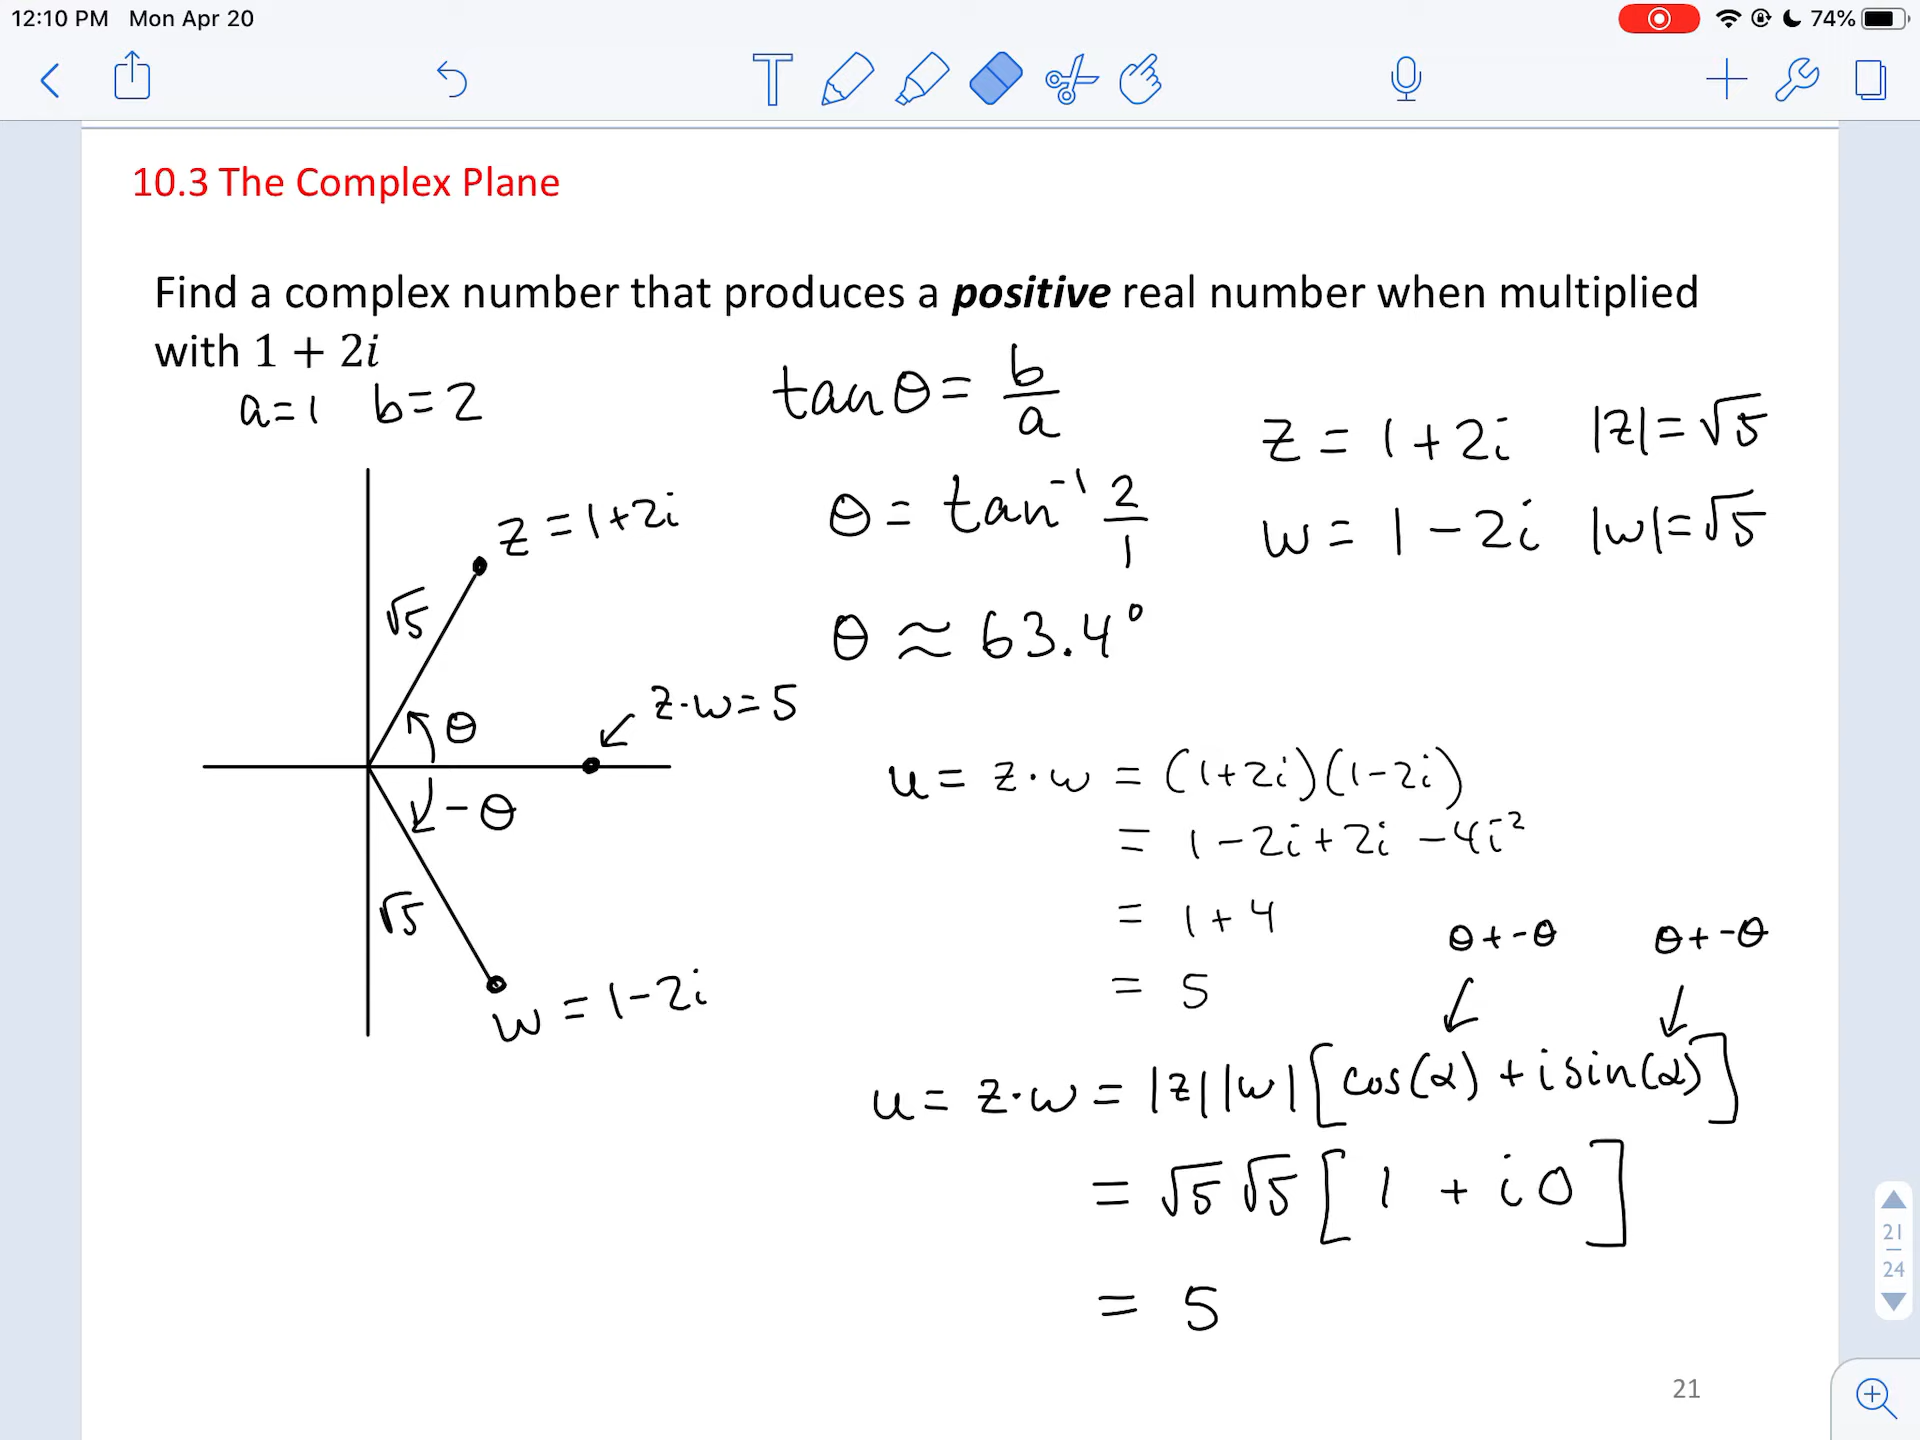 12:10 PM Mon Apr 20
74%
T
10.3 The Complex Plane
Find a complex number that produces a positive real number when multiplied
with 1 + 2i
a=1 b=2
tanθ = b/a
z = 1+2i |z|=√5
θ = tan⁻¹ 2/1
w = 1-2i |w|=√5
θ ≈ 63.4°
z = 1+2i
√5
θ
z·w=5
-θ
√5
w = 1-2i
u = z·w = (1+2i)(1-2i)
= 1-2i+2i-4i²
= 1+4
= 5
θ+-θ θ+-θ
u = z·w = |z||w|[cos(α) + i sin(α)]
= √5 √5 [1 + i0]
= 5
21
24
21